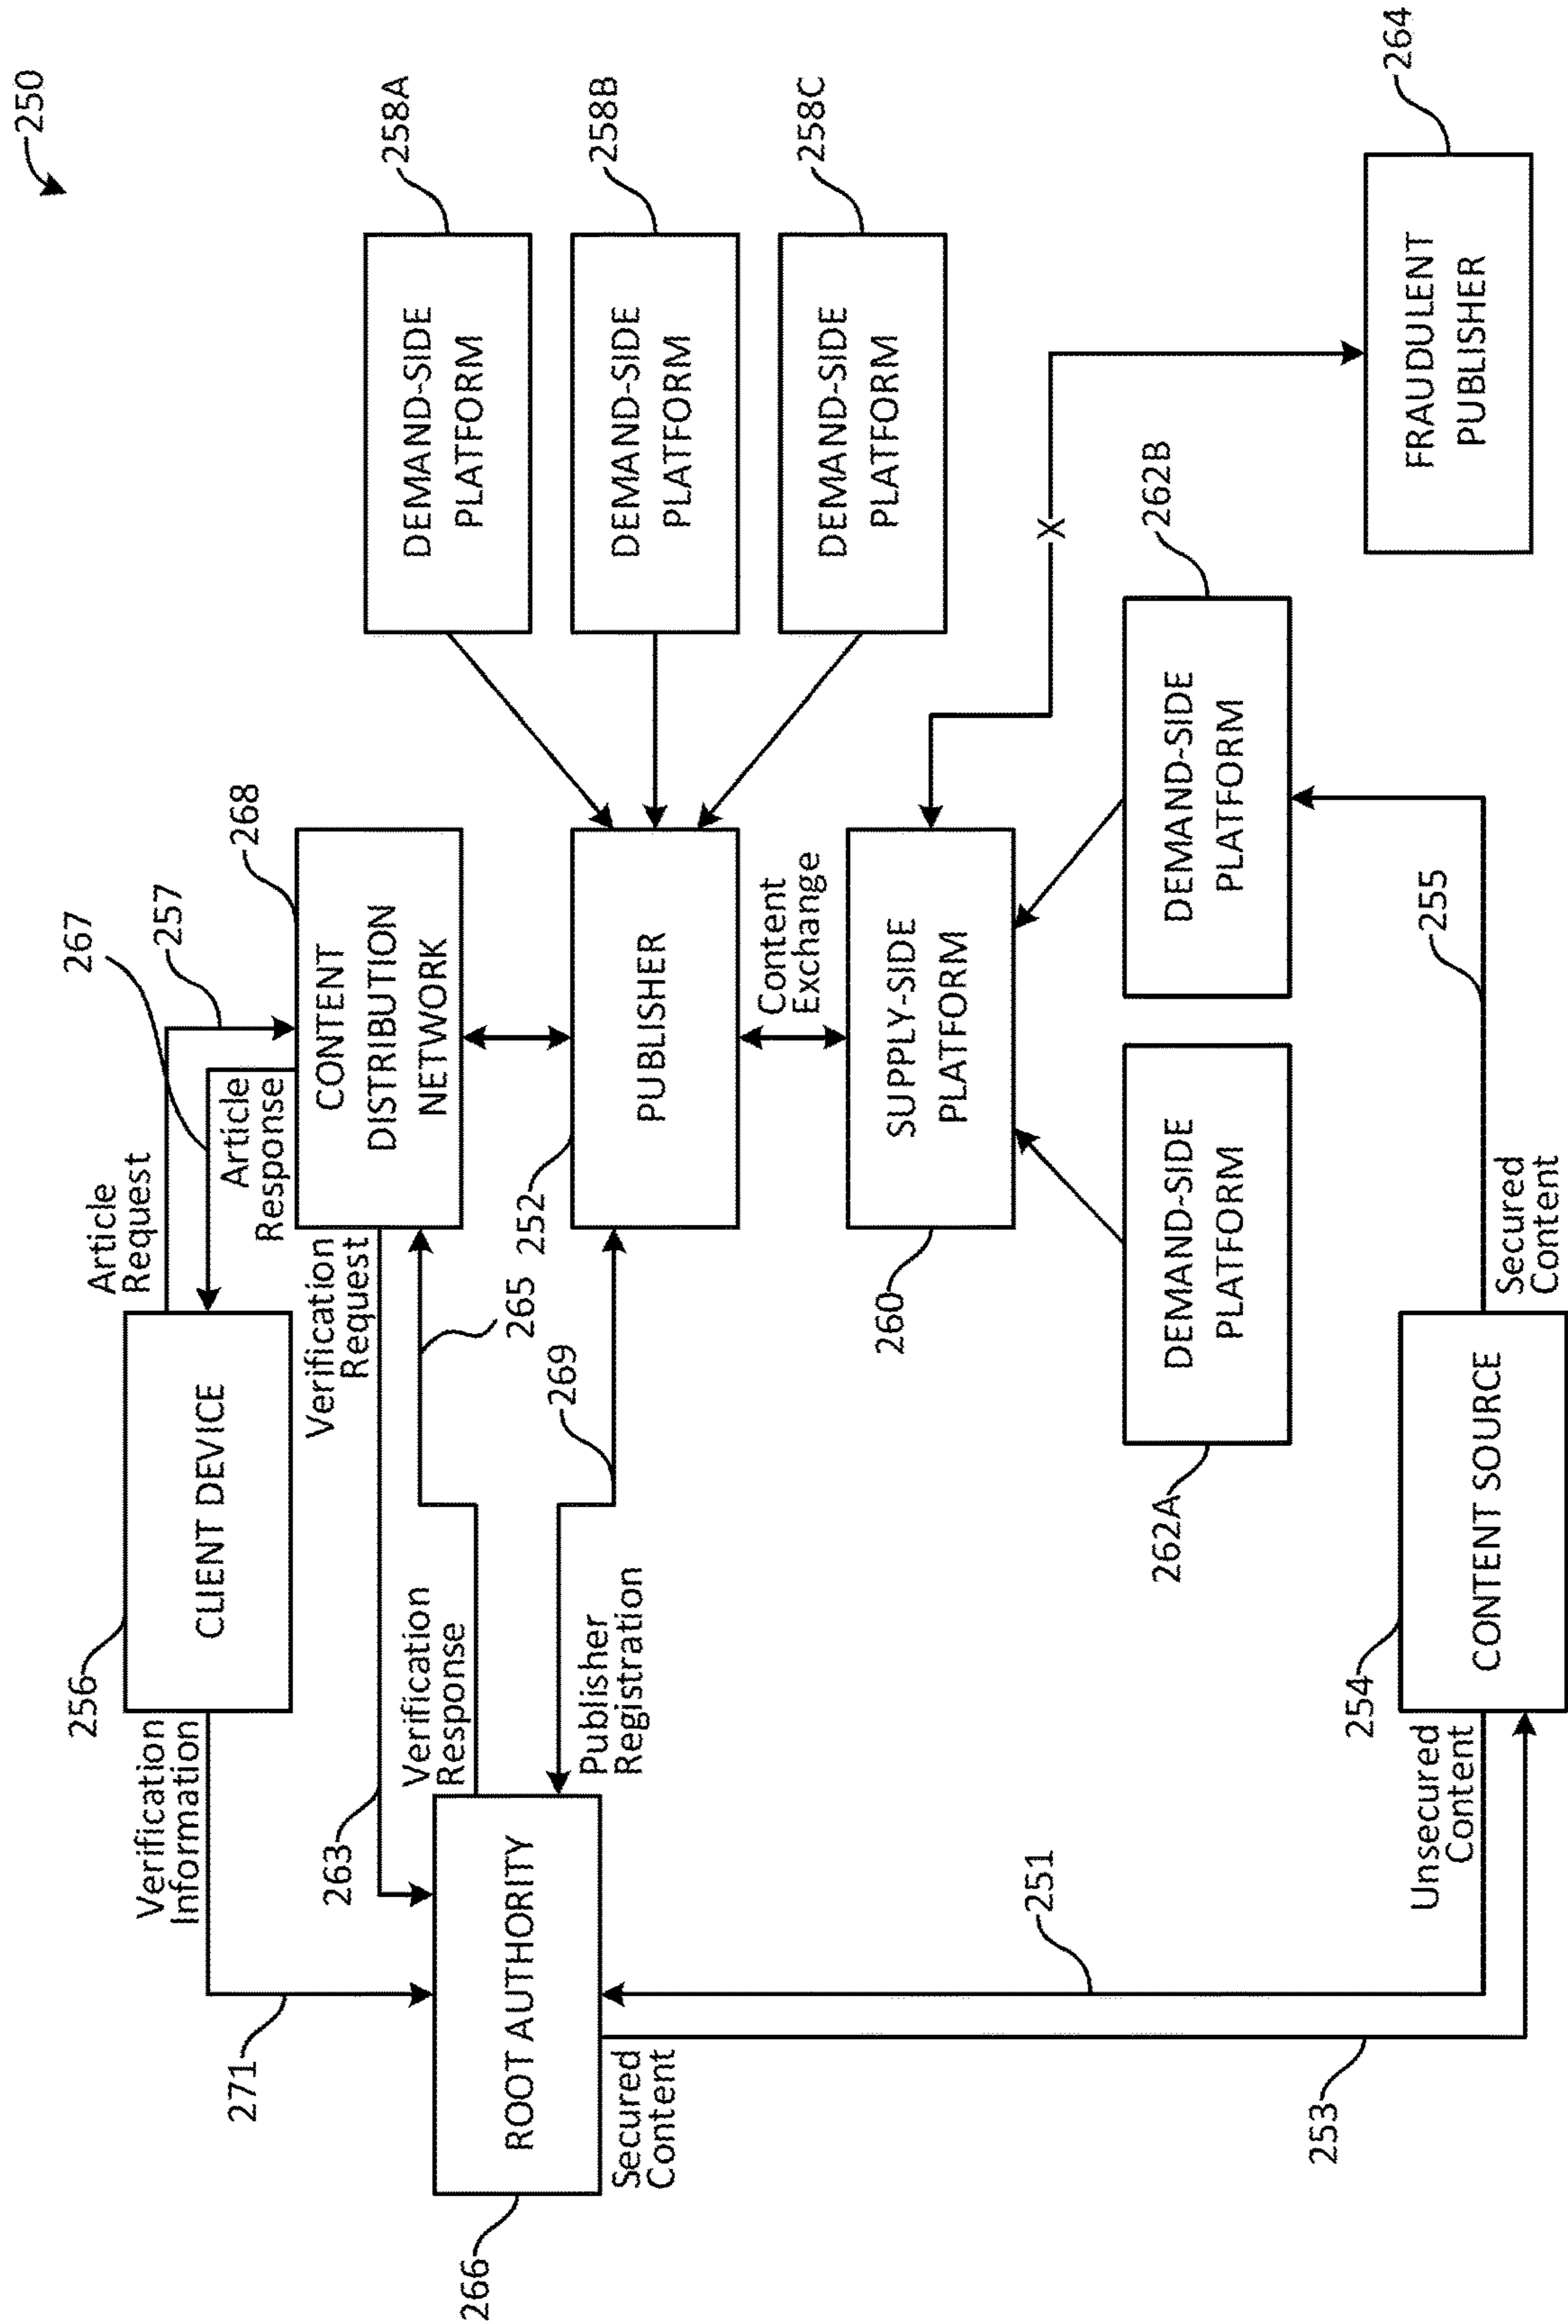 250
267
257
268
Article
Request
Article
Response
256
CLIENT DEVICE
Verification
Information
271
Verification
Request
263
CONTENT
DISTRIBUTION
NETWORK
265
Verification
Response
266
ROOT AUTHORITY
Publisher
Registration
269
252
PUBLISHER
258A
DEMAND-SIDE
PLATFORM
258B
DEMAND-SIDE
PLATFORM
258C
DEMAND-SIDE
PLATFORM
Content
Exchange
260
SUPPLY-SIDE
PLATFORM
X
262A
DEMAND-SIDE
PLATFORM
262B
DEMAND-SIDE
PLATFORM
264
FRAUDULENT
PUBLISHER
Secured
Content
251
253
Unsecured
Content
254
CONTENT SOURCE
Secured
Content
255